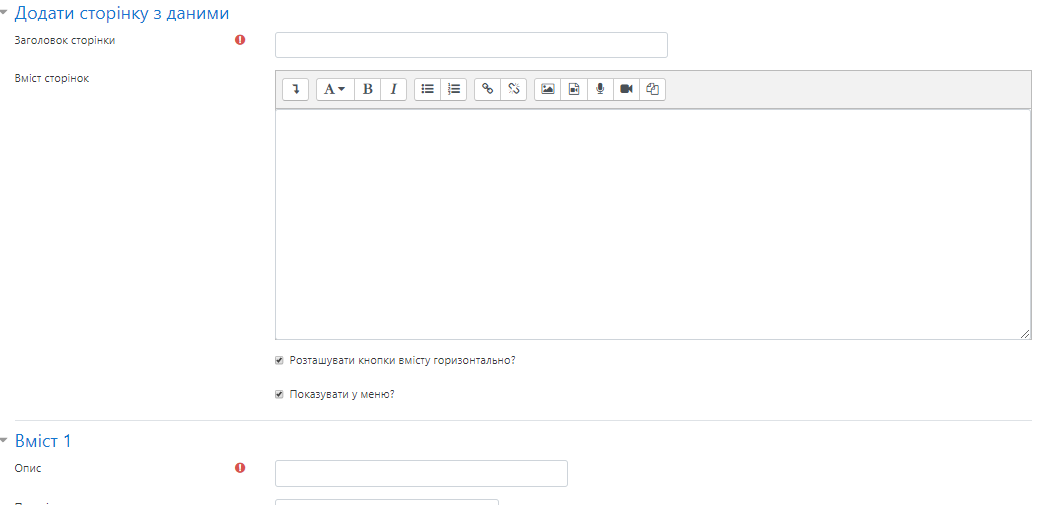 Додати сторінку з даними
Заголовок сторінки
Вміст сторінок
A B I
Розташувати кнопки вмісту горизонтально?
Показувати у меню?
Вміст 1
Опис